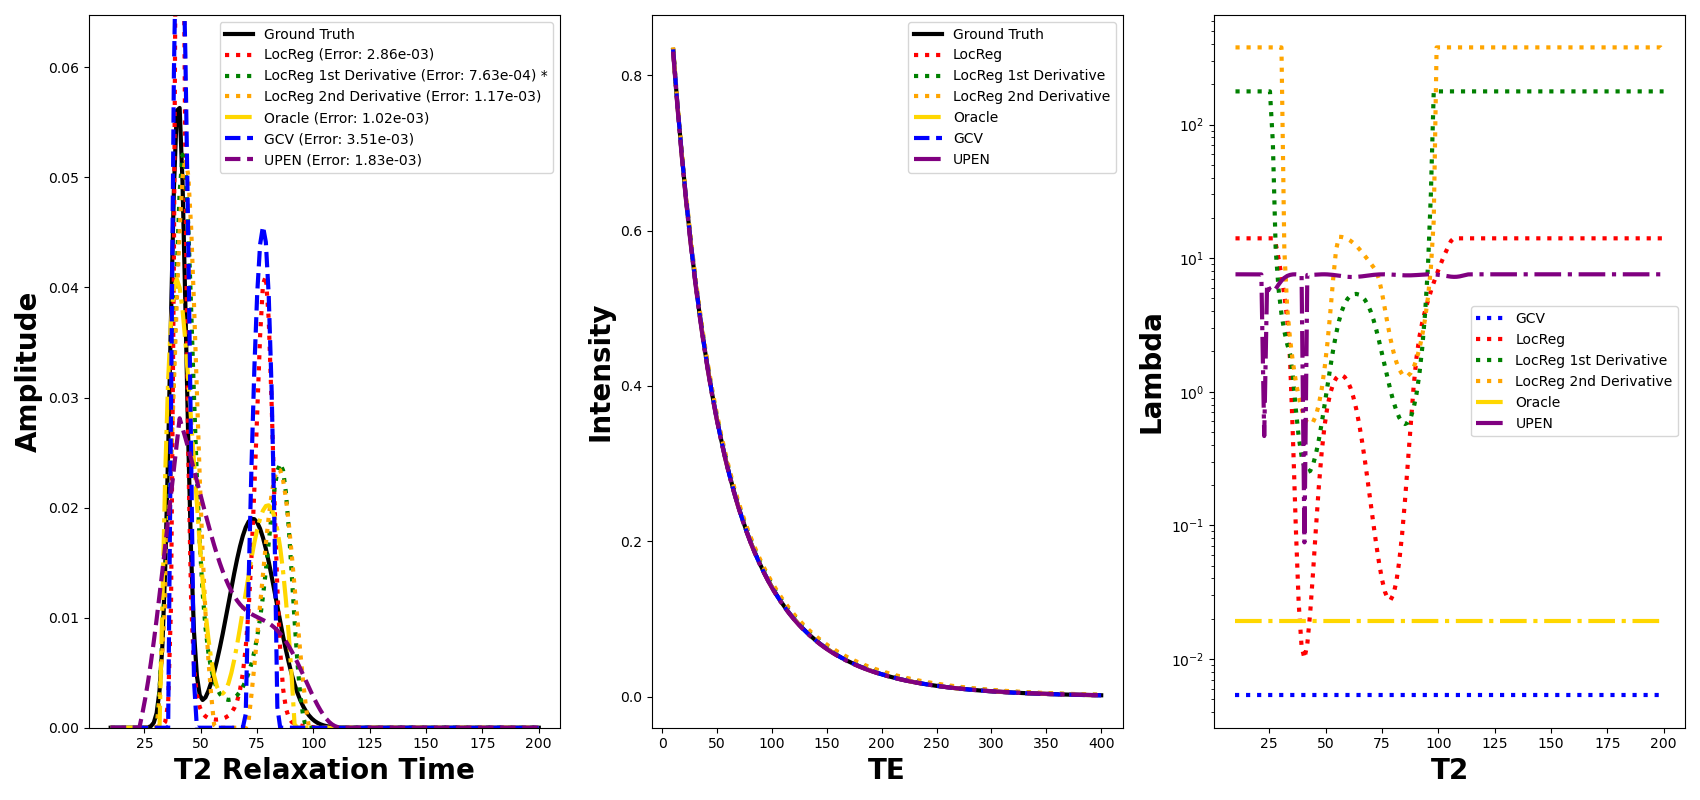 Amplitude
0.06
0.05
0.04
0.03
0.02
0.01
0.00
Ground Truth
LocReg (Error: 2.86e-03)
LocReg 1st Derivative (Error: 7.63e-04) *
LocReg 2nd Derivative (Error: 1.17e-03)
Oracle (Error: 1.02e-03)
GCV (Error: 3.51e-03)
UPEN (Error: 1.83e-03)
25 50 75 100 125 150 175 200
T2 Relaxation Time
Intensity
0.8
0.6
0.4
0.2
0.0
Ground Truth
LocReg
LocReg 1st Derivative
LocReg 2nd Derivative
Oracle
GCV
UPEN
0 50 100 150 200 250 300 350 400
TE
Lambda
10²
10¹
10⁰
10⁻¹
10⁻²
GCV
LocReg
LocReg 1st Derivative
LocReg 2nd Derivative
Oracle
UPEN
25 50 75 100 125 150 175 200
T2